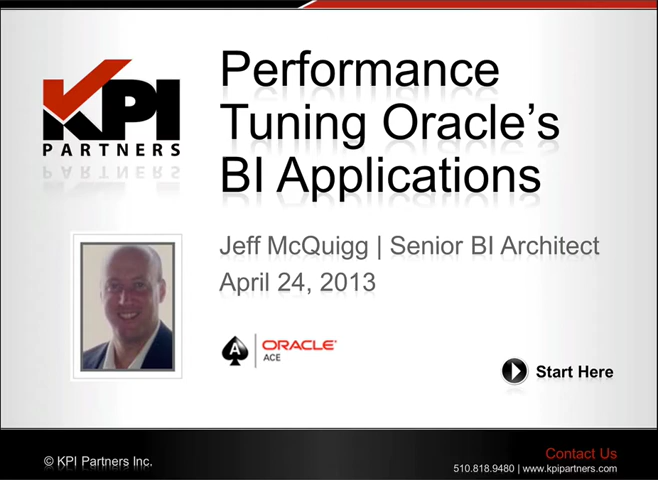 KPI
PARTNERS
Performance
Tuning Oracle's
BI Applications
Jeff McQuigg | Senior BI Architect
April 24, 2013
A
ORACLE®
ACE
Start Here
© KPI Partners Inc.
Contact Us
510.818.9480 | www.kpipartners.com